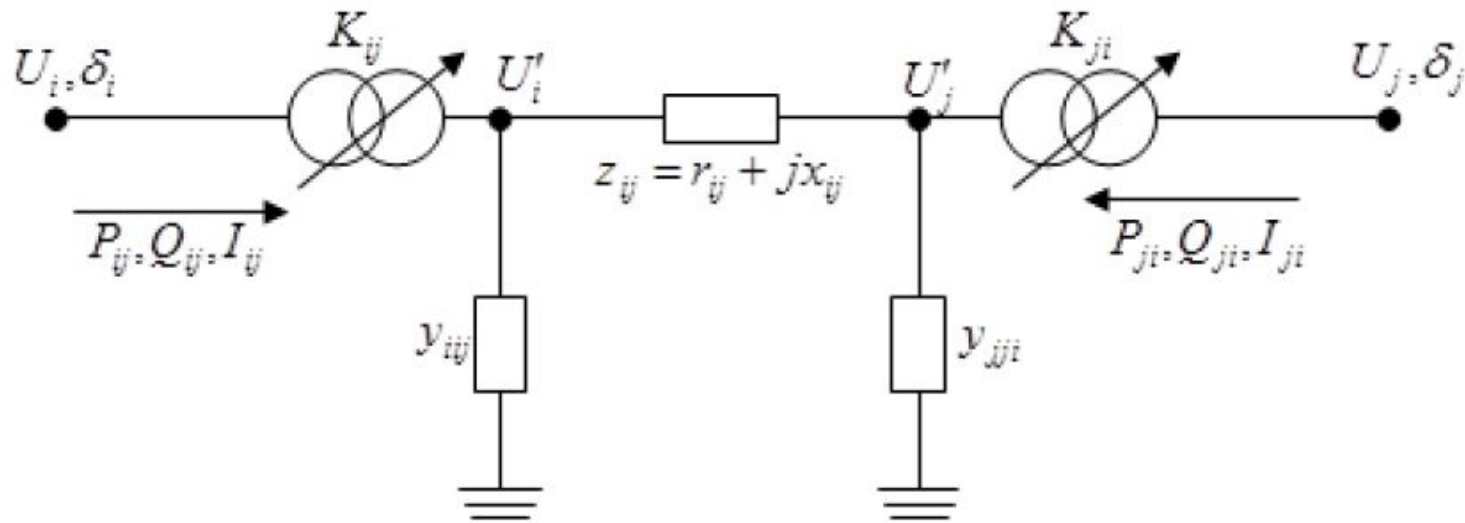 K_ij
K_ji
U_i, δ_i
U'_i
U'_j
U_j, δ_j
z_ij = r_ij + jx_ij
P_ij, Q_ij, I_ij
P_ji, Q_ji, I_ji
y_iij
y_jji